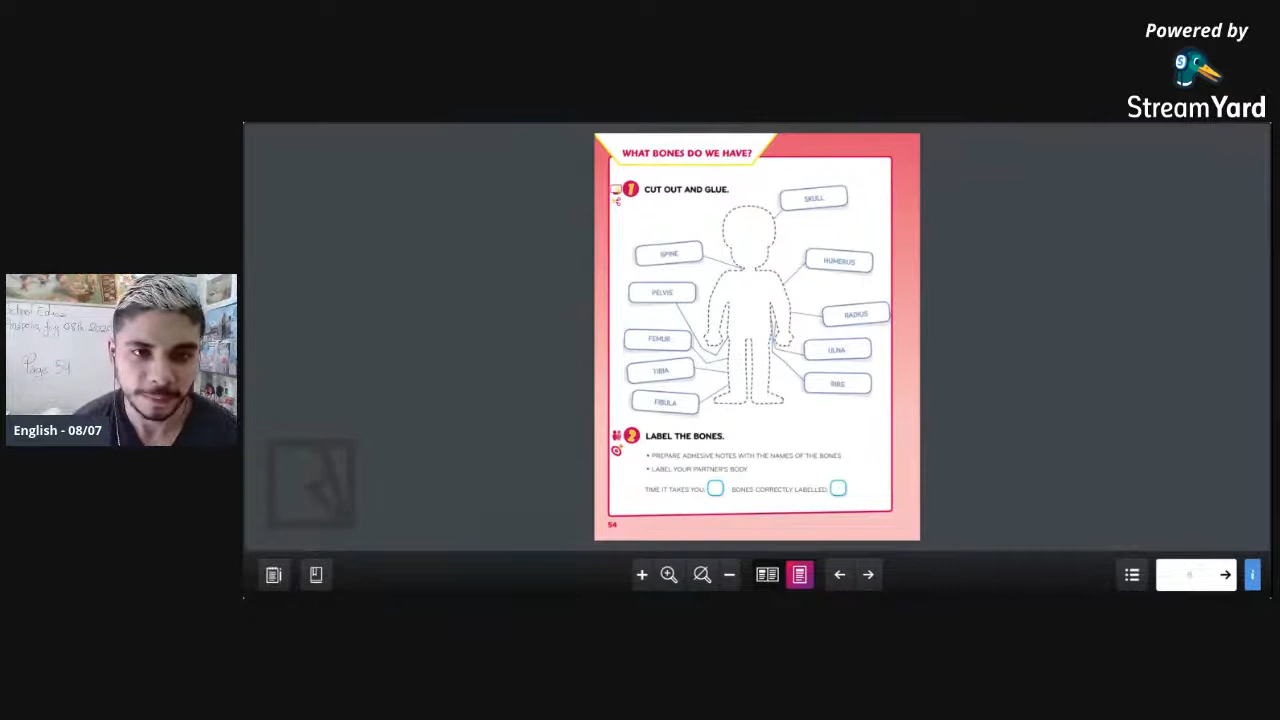 Powered by
StreamYard
WHAT BONES DO WE HAVE?
1 CUT OUT AND GLUE.
SKULL
SPINE
HUMERUS
PELVIS
RADIUS
FEMUR
ULNA
TIBIA
RIBS
FIBULA
2 LABEL THE BONES.
• PREPARE ADHESIVE NOTES WITH THE NAMES OF THE BONES
• LABEL YOUR PARTNER'S BODY
TIME IT TAKES YOU: BONES CORRECTLY LABELLED:
54
Page 54
English - 08/07